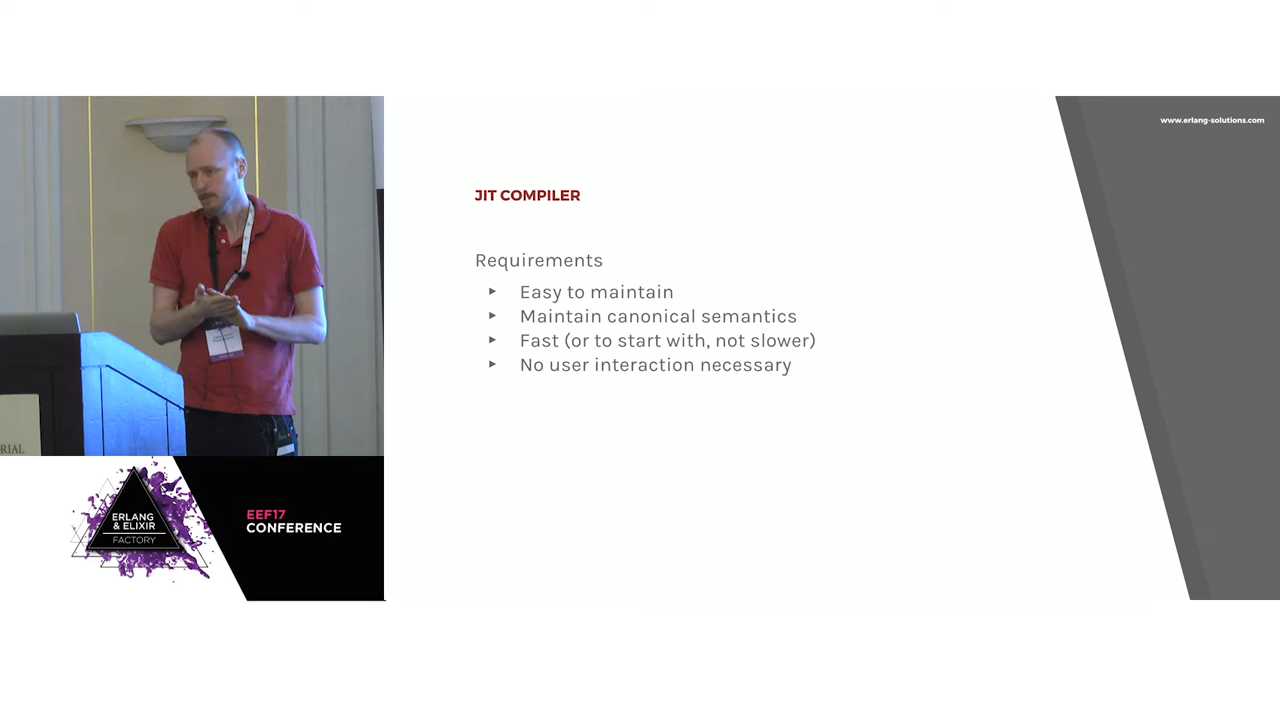 www.erlang-solutions.com
JIT COMPILER
Requirements
‣ Easy to maintain
‣ Maintain canonical semantics
‣ Fast (or to start with, not slower)
‣ No user interaction necessary
RIAL
ERLANG
& ELIXIR
FACTORY
EEF17
CONFERENCE